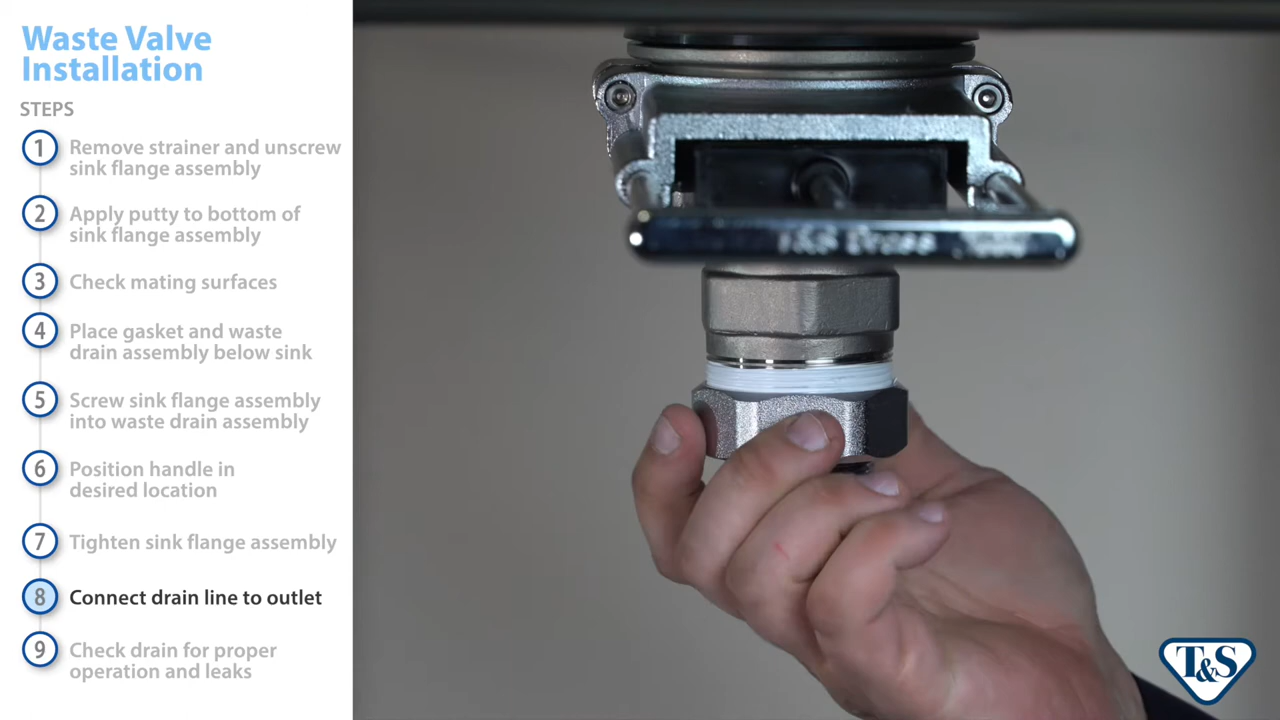 Waste Valve
Installation
STEPS
1
Remove strainer and unscrew
sink flange assembly
2
Apply putty to bottom of
sink flange assembly
3
Check mating surfaces
4
Place gasket and waste
drain assembly below sink
5
Screw sink flange assembly
into waste drain assembly
6
Position handle in
desired location
7
Tighten sink flange assembly
8
Connect drain line to outlet
9
Check drain for proper
operation and leaks
T&S Brass
T&S